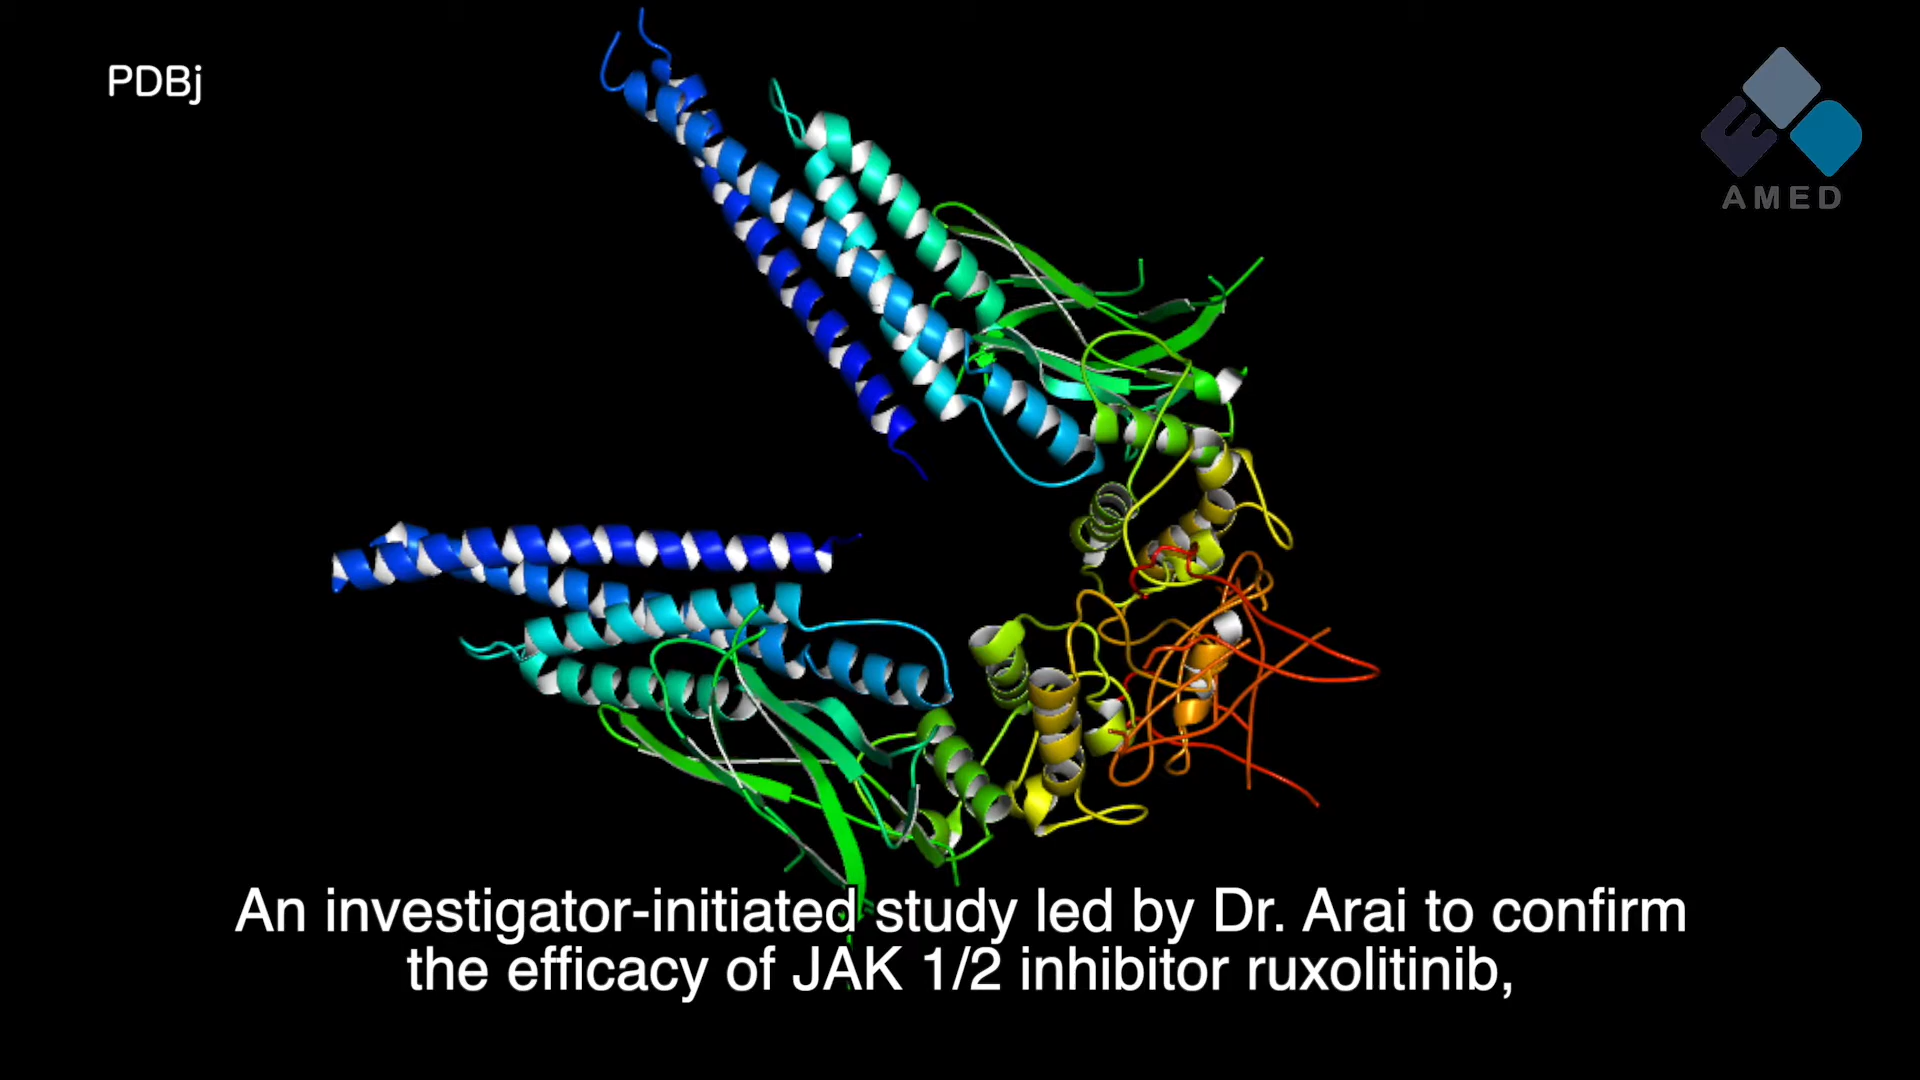 PDBj
AMED
An investigator-initiated study led by Dr. Arai to confirm
the efficacy of JAK 1/2 inhibitor ruxolitinib,